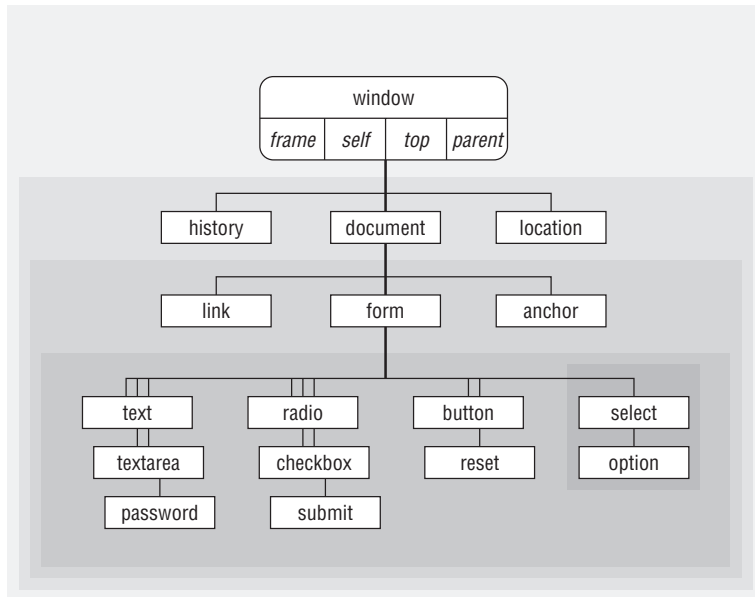 window
frame self top parent
history document location
link form anchor
text radio button select
textarea checkbox reset option
password submit